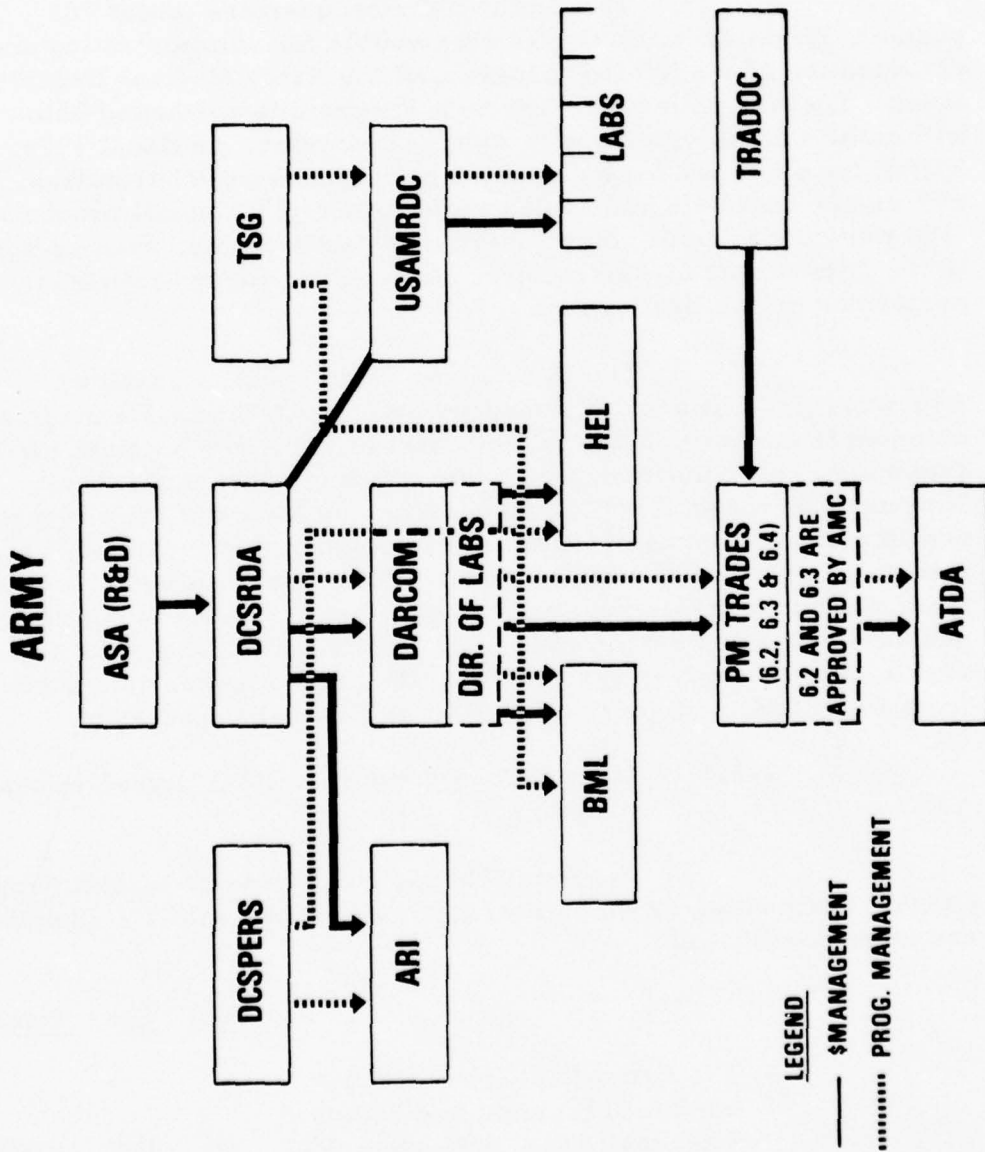 ARMY
ASA (R&D)
DCSPERS
DCSRDA
TSG
ARI
DARCOM
DIR. OF LABS
USAMRDC
BML
HEL
LABS
PM TRADES
(6.2, 6.3 & 6.4)
6.2 AND 6.3 ARE
APPROVED BY AMC
TRADOC
ATDA
LEGEND
$MANAGEMENT
PROG. MANAGEMENT